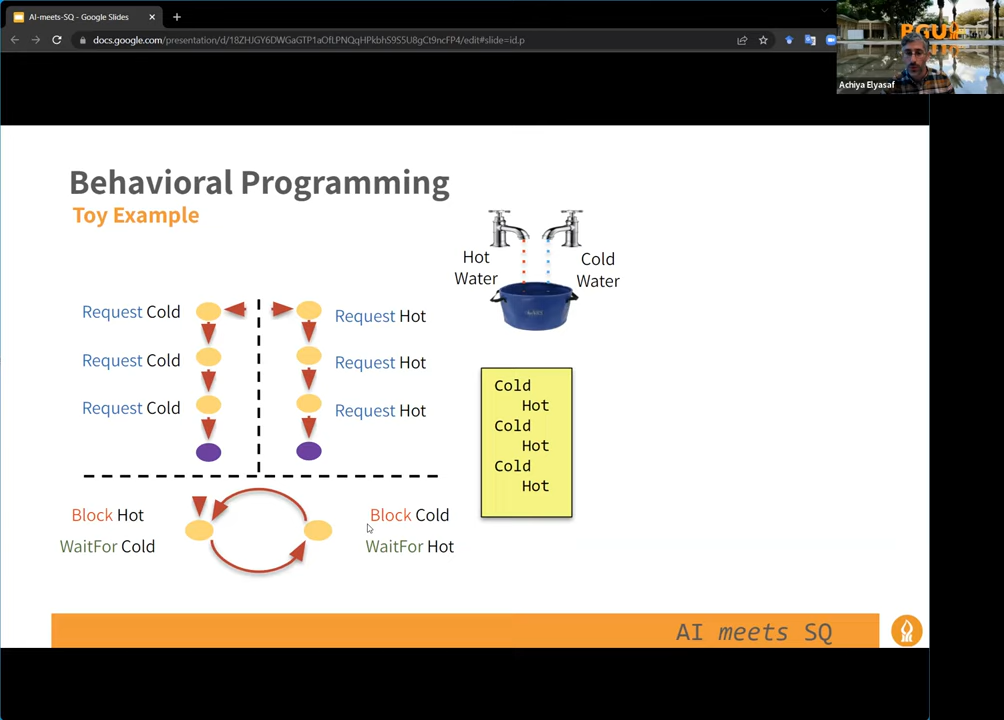 AI-meets-SQ - Google Slides
docs.google.com/presentation/d/18ZHJGY6DWGaGTP1aOfLPNQqHPkbhS9S5U8gCt9ncFP4/edit#slide=id.p
BGU
Achiya Elyasaf
Behavioral Programming
Toy Example
Hot
Water
Cold
Water
Request Cold
Request Hot
Request Cold
Request Hot
Request Cold
Request Hot
Cold
Hot
Cold
Hot
Cold
Hot
Block Hot
WaitFor Cold
Block Cold
WaitFor Hot
AI meets SQ